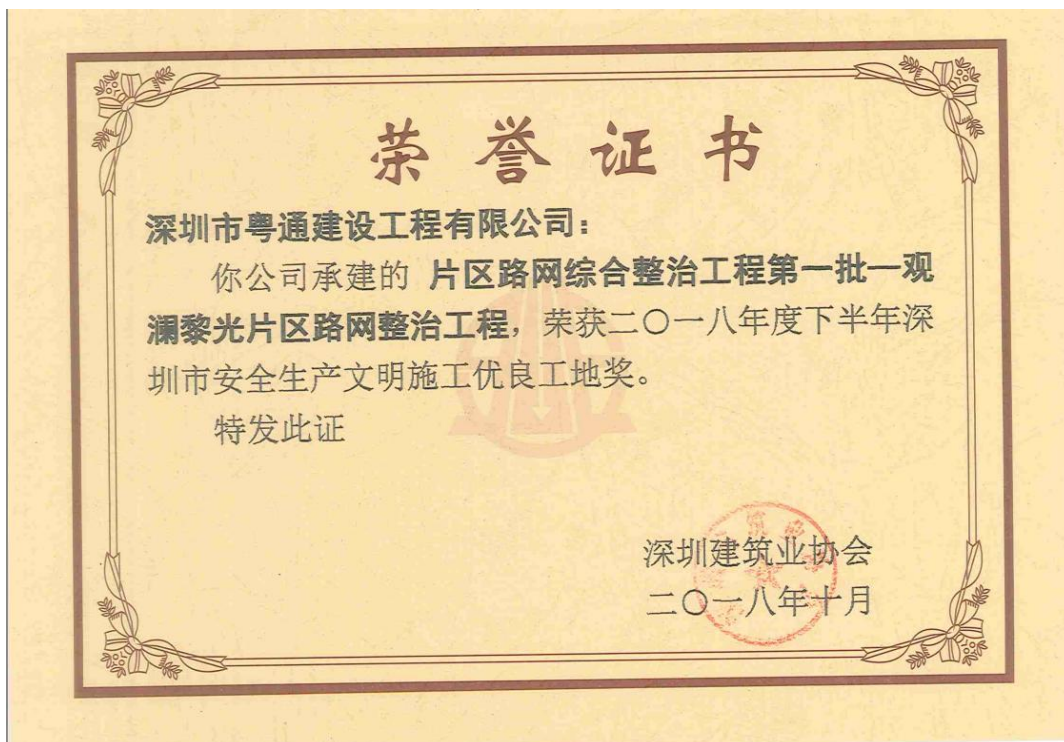 荣誉证书
深圳市粤通建设工程有限公司：
你公司承建的 片区路网综合整治工程第一批—观
澜黎光片区路网整治工程，荣获二〇一八年度下半年深
圳市安全生产文明施工优良工地奖。
特发此证
深圳建筑业协会
二〇一八年十月